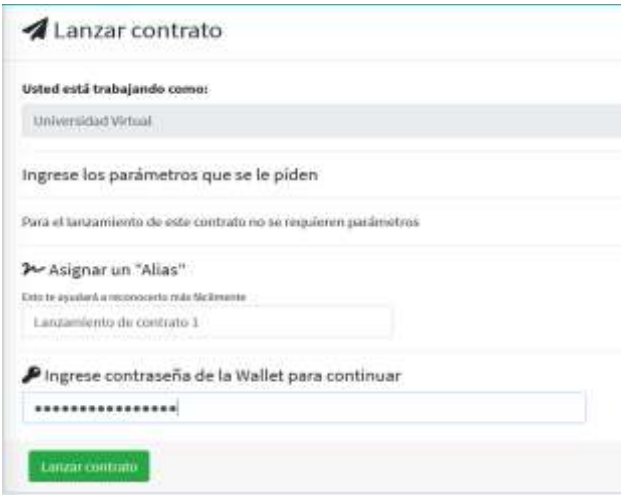 Lanzar contrato
Usted está trabajando como:
Universidad Virtual
Ingrese los parámetros que se le piden
Para el lanzamiento de este contrato no se requieren parámetros
Asignar un "Alias"
Esto te ayudará a reconocerlo más fácilmente
Lanzamiento de contrato 1
Ingrese contraseña de la Wallet para continuar
••••••••••••••••
Lanzar contrato